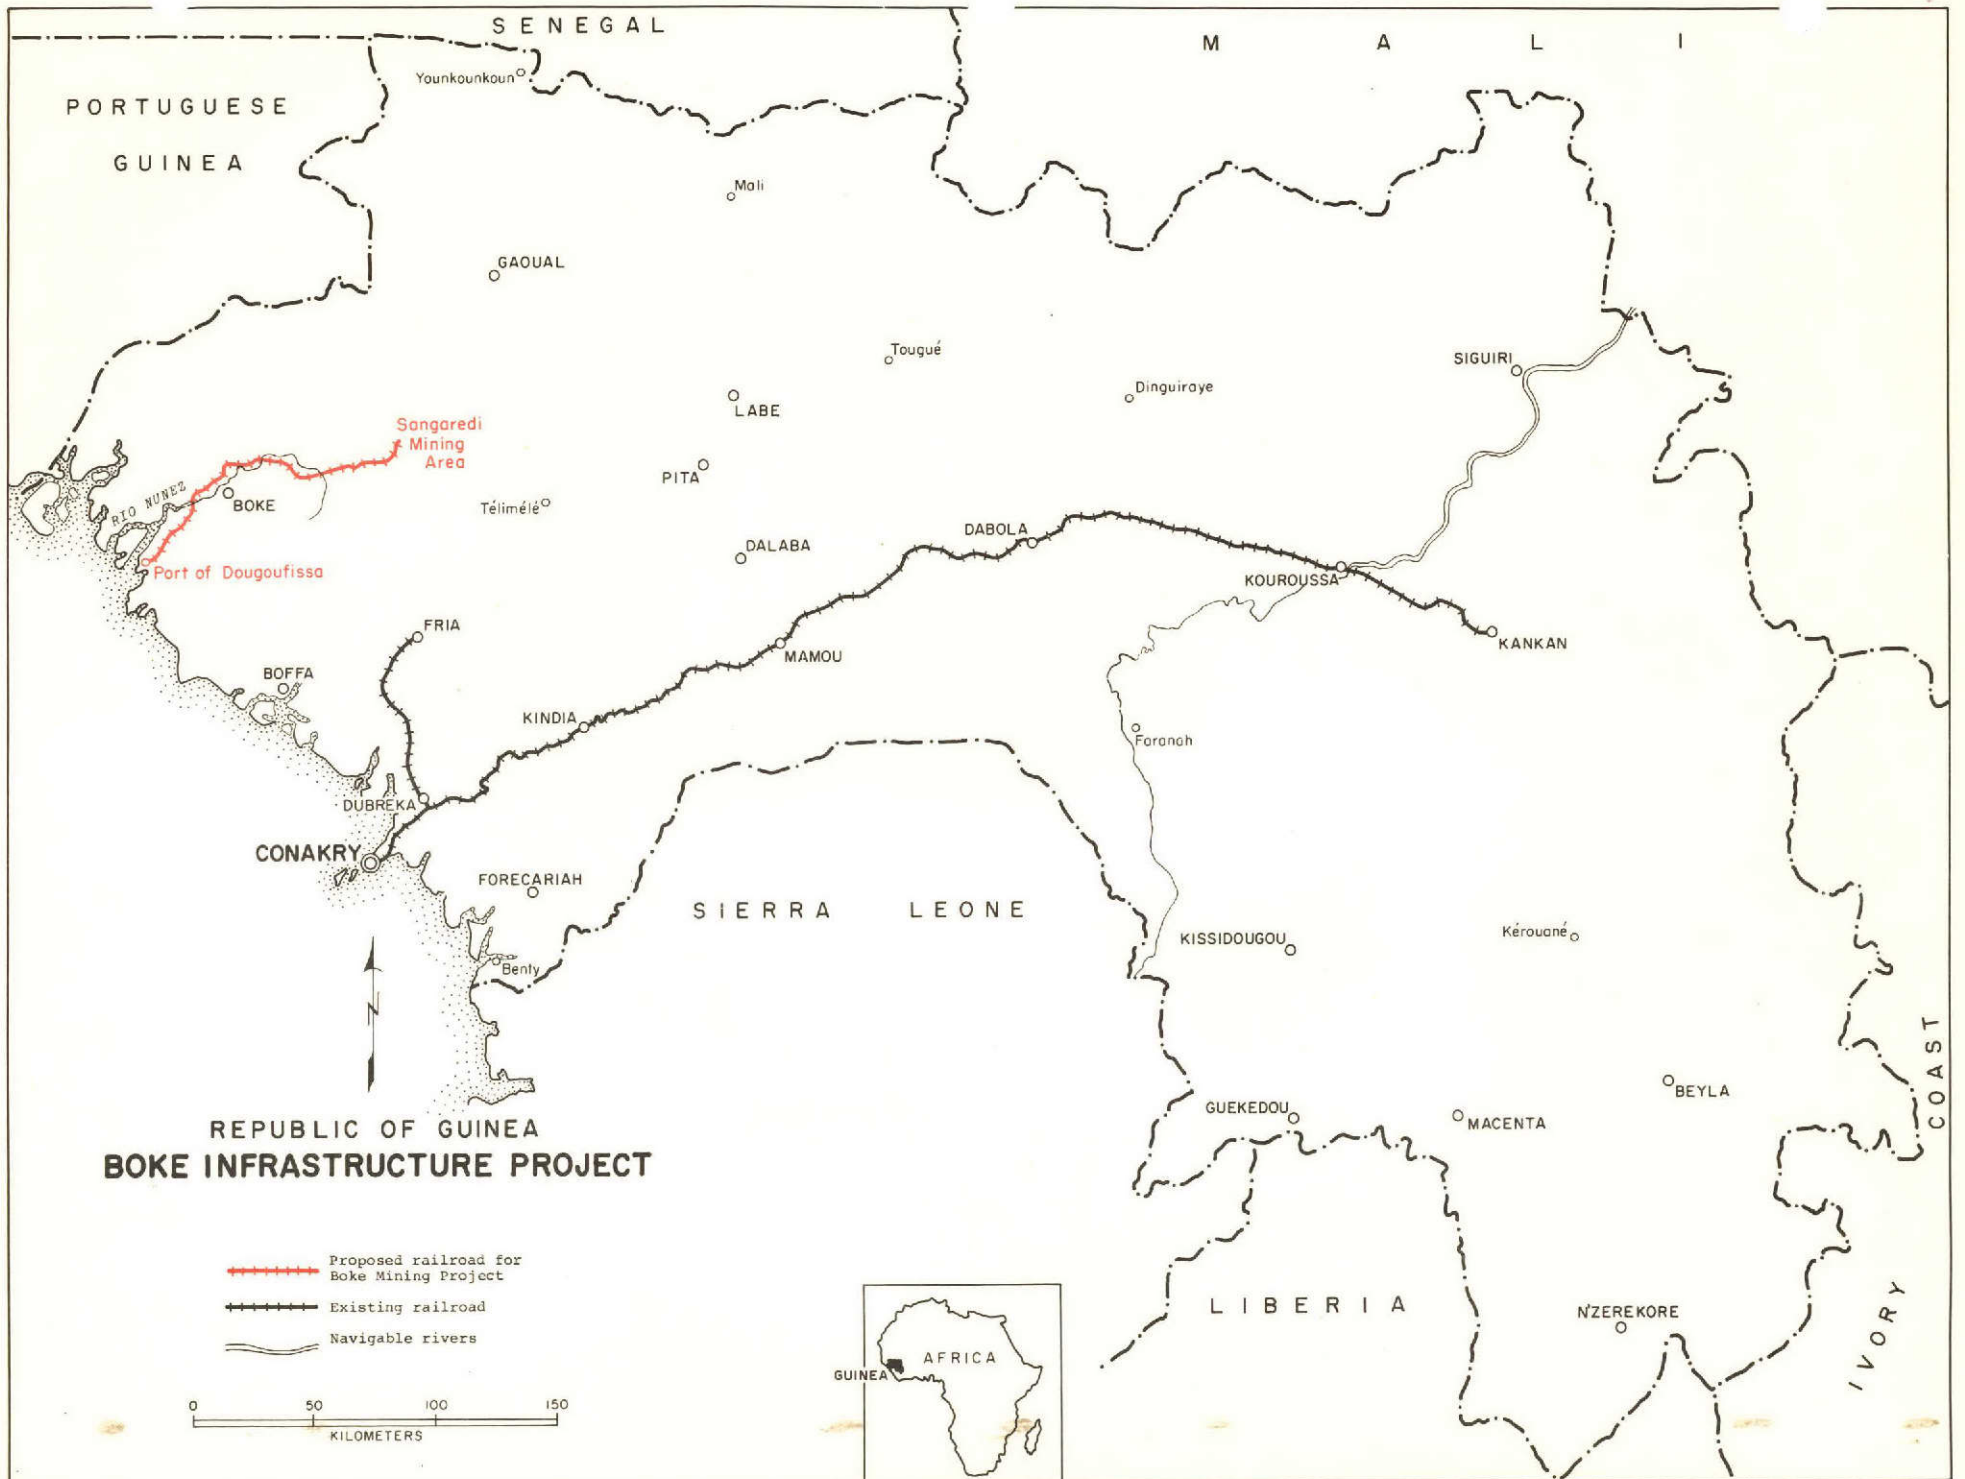 SENEGAL
MALI
Younkounkoun
PORTUGUESE
GUINEA
Mali
GAOUAL
Tougué
SIGUIRI
Dinguiraye
LABE
Sangaredi
Mining
Area
PITA
RIO NUNEZ
BOKE
Télimélé
DABOLA
DALABA
Port of Dougoufissa
KOUROUSSA
FRIA
KANKAN
MAMOU
BOFFA
KINDIA
Faranah
DUBREKA
CONAKRY
FORECARIAH
SIERRA LEONE
KISSIDOUGOU
Kérouané
Benty
N
BEYLA
GUEKEDOU
MACENTA
IVORY COAST
REPUBLIC OF GUINEA
BOKE INFRASTRUCTURE PROJECT
Proposed railroad for
Boke Mining Project
Existing railroad
Navigable rivers
LIBERIA
N'ZEREKORE
AFRICA
GUINEA
0 50 100 150
KILOMETERS